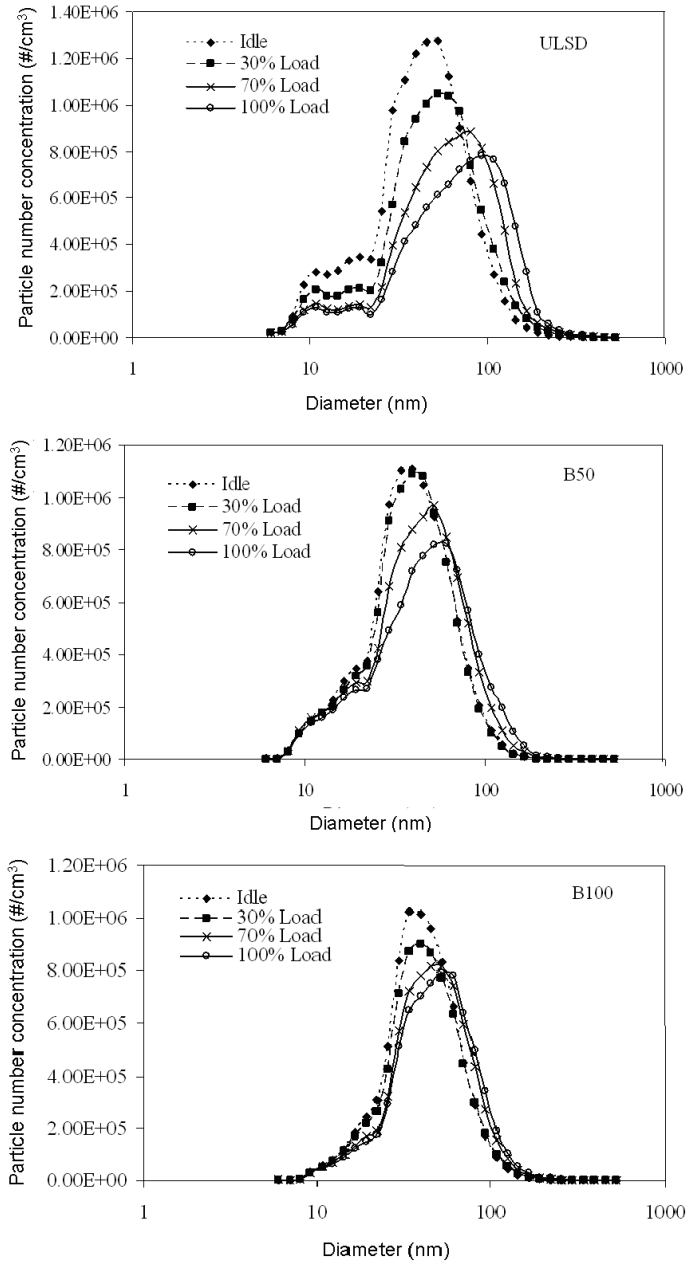 Particle number concentration (#/cm³)
1.40E+06
1.20E+06
1.00E+06
8.00E+05
6.00E+05
4.00E+05
2.00E+05
0.00E+00
Idle
30% Load
70% Load
100% Load
ULSD
1 10 100 1000
Diameter (nm)
Particle number concentration (#/cm³)
1.20E+06
1.00E+06
8.00E+05
6.00E+05
4.00E+05
2.00E+05
0.00E+00
Idle
30% Load
70% Load
100% Load
B50
1 10 100 1000
Diameter (nm)
Particle number concentration (#/cm³)
1.20E+06
1.00E+06
8.00E+05
6.00E+05
4.00E+05
2.00E+05
0.00E+00
Idle
30% Load
70% Load
100% Load
B100
1 10 100 1000
Diameter (nm)